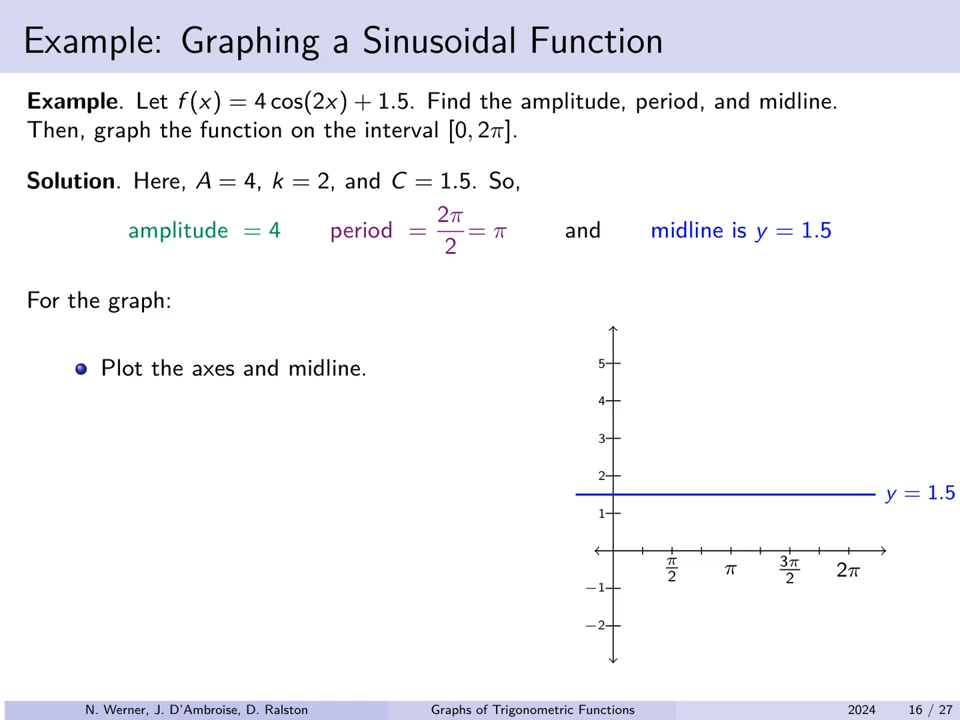 Example: Graphing a Sinusoidal Function
Example. Let f(x) = 4 cos(2x) + 1.5. Find the amplitude, period, and midline.
Then, graph the function on the interval [0, 2π].
Solution. Here, A = 4, k = 2, and C = 1.5. So,
amplitude = 4 period = 2π/2 = π and midline is y = 1.5
For the graph:
Plot the axes and midline.
5
4
3
2
y = 1.5
1
π/2 π 3π/2 2π
−1
−2
N. Werner, J. D'Ambroise, D. Ralston Graphs of Trigonometric Functions 2024 16 / 27